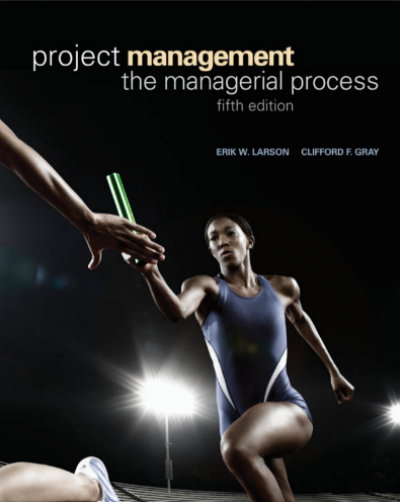 project management
the managerial process
fifth edition
ERIK W. LARSON CLIFFORD F. GRAY